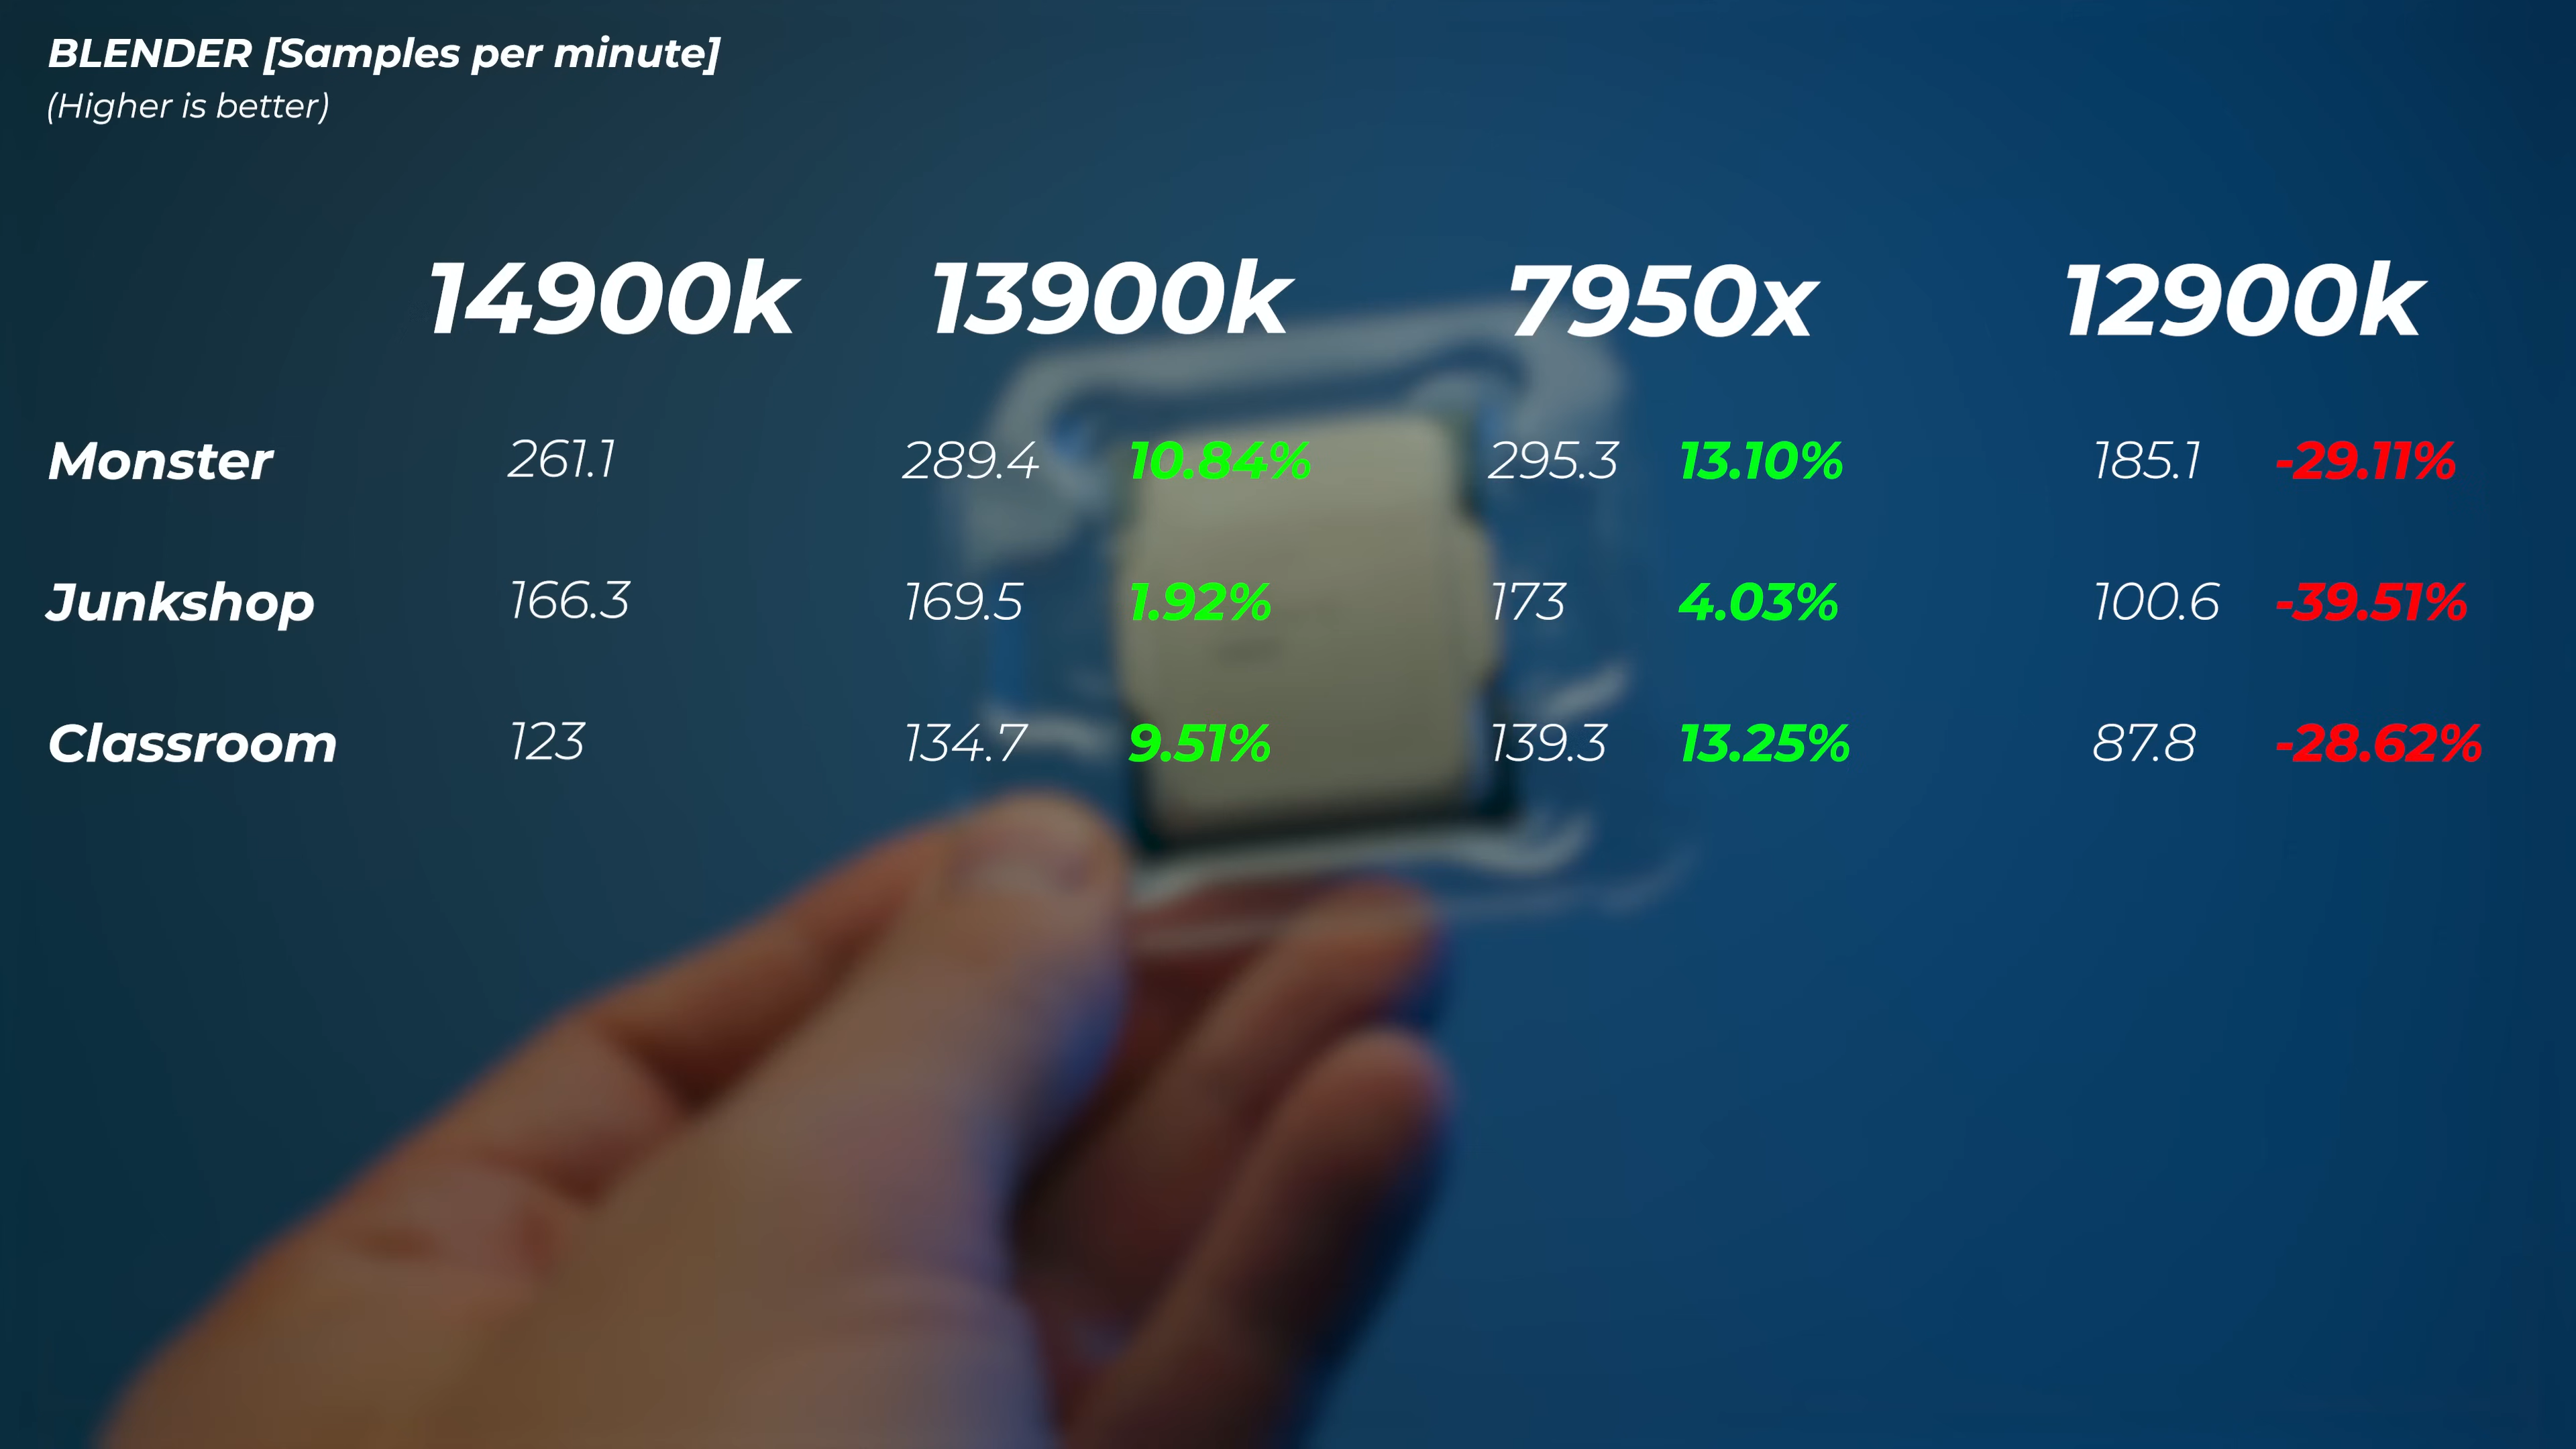 BLENDER [Samples per minute]
(Higher is better)
14900k 13900k 7950x 12900k
Monster 261.1 289.4 10.84% 295.3 13.10% 185.1 -29.11%
Junkshop 166.3 169.5 1.92% 173 4.03% 100.6 -39.51%
Classroom 123 134.7 9.51% 139.3 13.25% 87.8 -28.62%